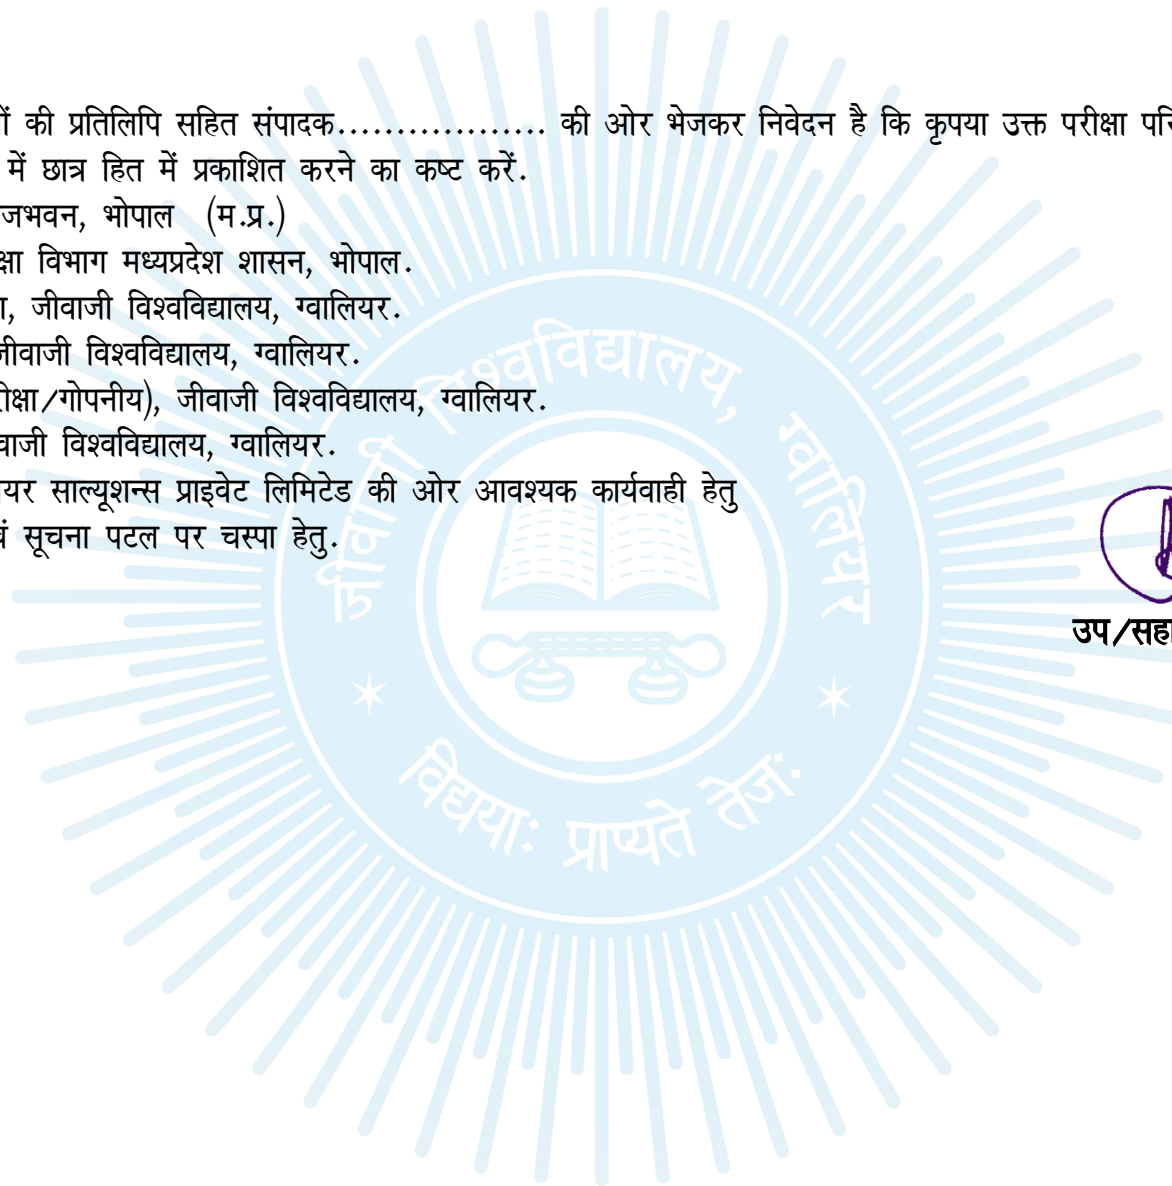 ों की प्रतिलिपि सहित संपादक.................. की ओर भेजकर निवेदन है कि कृपया उक्त परीक्षा परि
में छात्र हित में प्रकाशित करने का कष्ट करें.
जभवन, भोपाल (म.प्र.)
क्षा विभाग मध्यप्रदेश शासन, भोपाल.
ा, जीवाजी विश्वविद्यालय, ग्वालियर.
जीवाजी विश्वविद्यालय, ग्वालियर.
ीक्षा/गोपनीय), जीवाजी विश्वविद्यालय, ग्वालियर.
वाजी विश्वविद्यालय, ग्वालियर.
यर साल्यूशन्स प्राइवेट लिमिटेड की ओर आवश्यक कार्यवाही हेतु
ं सूचना पटल पर चस्पा हेतु.
उप/सहा
जीवाजी विश्वविद्यालय, ग्वालियर
विद्यया: प्राप्यते तेज: